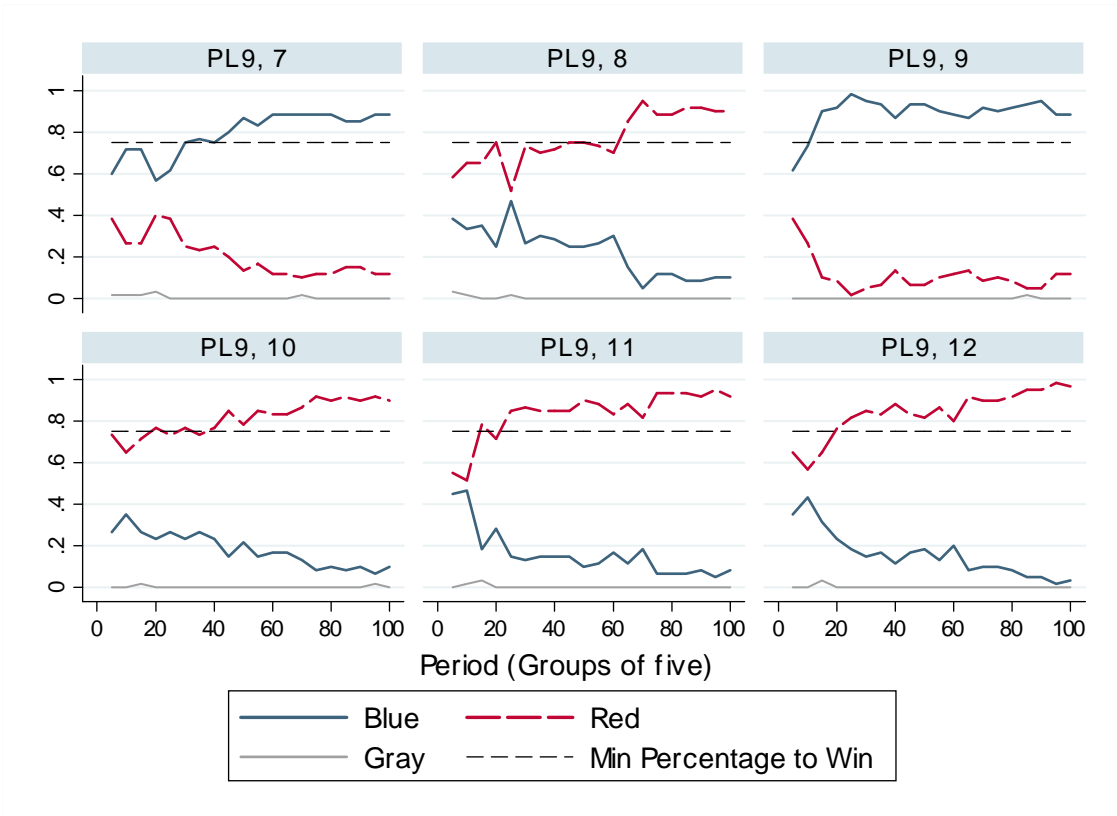 PL9, 7 PL9, 8 PL9, 9
1
.8
.6
.4
.2
0
PL9, 10 PL9, 11 PL9, 12
1
.8
.6
.4
.2
0
0 20 40 60 80 100 0 20 40 60 80 100 0 20 40 60 80 100
Period (Groups of five)
Blue Red
Gray Min Percentage to Win